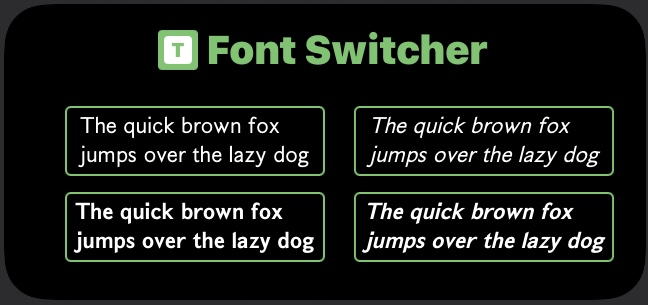 T Font Switcher
The quick brown fox
jumps over the lazy dog
The quick brown fox
jumps over the lazy dog
The quick brown fox
jumps over the lazy dog
The quick brown fox
jumps over the lazy dog